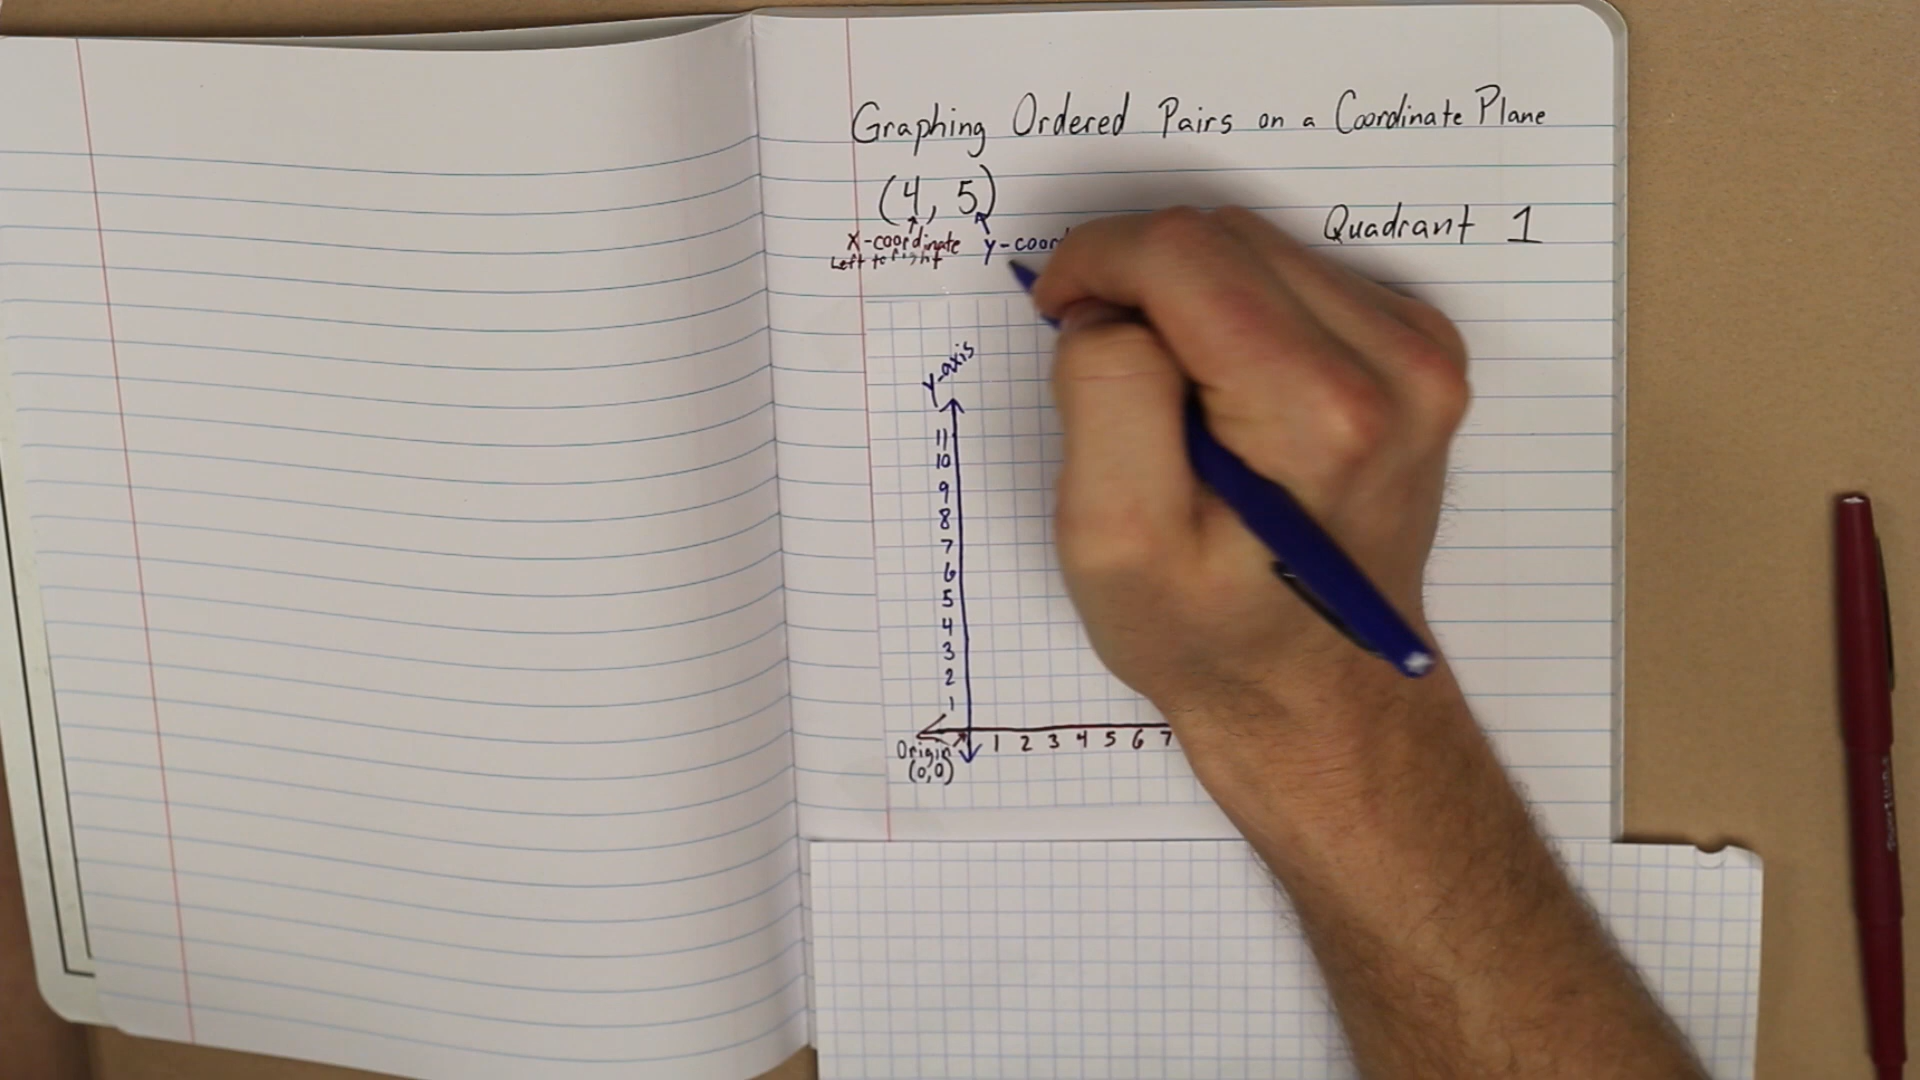 Graphing Ordered Pairs on a Coordinate Plane
(4, 5)
Quadrant 1
X-coordinate
Left to right
y-coor
y-axis
11
10
9
8
7
6
5
4
3
2
1
1 2 3 4 5 6 7
Origin
(0,0)